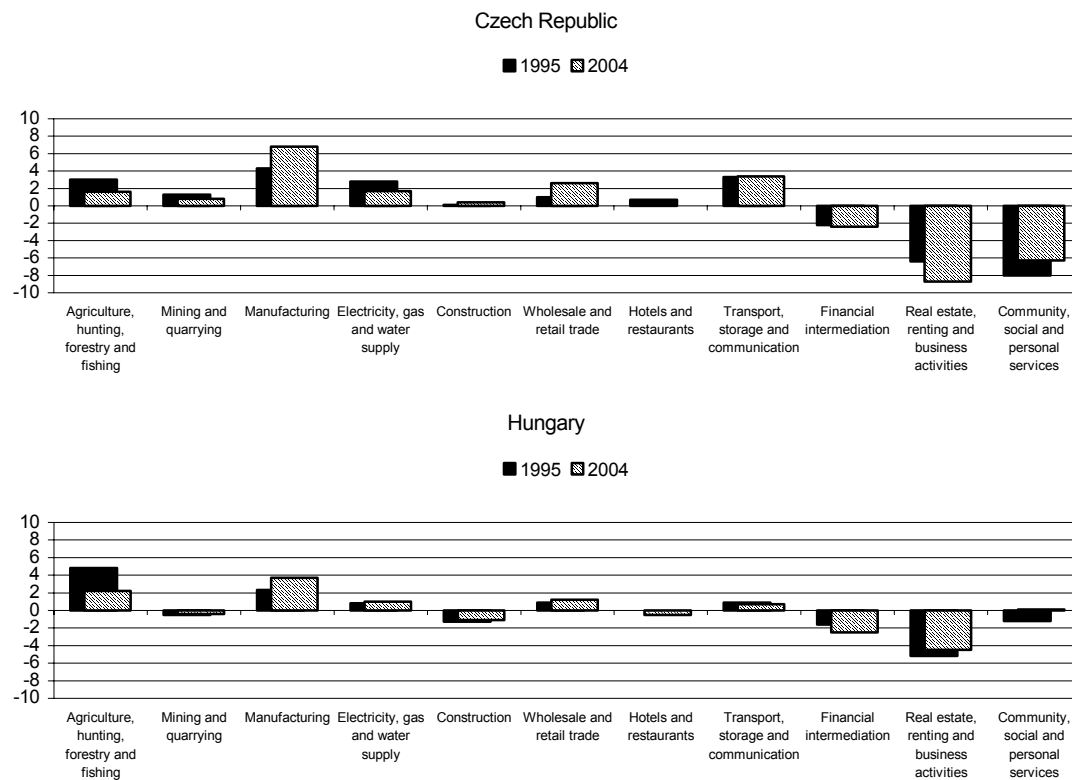 Czech Republic
1995 2004
10
8
6
4
2
0
-2
-4
-6
-8
-10
Agriculture, hunting, forestry and fishing
Mining and quarrying
Manufacturing
Electricity, gas and water supply
Construction
Wholesale and retail trade
Hotels and restaurants
Transport, storage and communication
Financial intermediation
Real estate, renting and business activities
Community, social and personal services
Hungary
1995 2004
10
8
6
4
2
0
-2
-4
-6
-8
-10
Agriculture, hunting, forestry and fishing
Mining and quarrying
Manufacturing
Electricity, gas and water supply
Construction
Wholesale and retail trade
Hotels and restaurants
Transport, storage and communication
Financial intermediation
Real estate, renting and business activities
Community, social and personal services